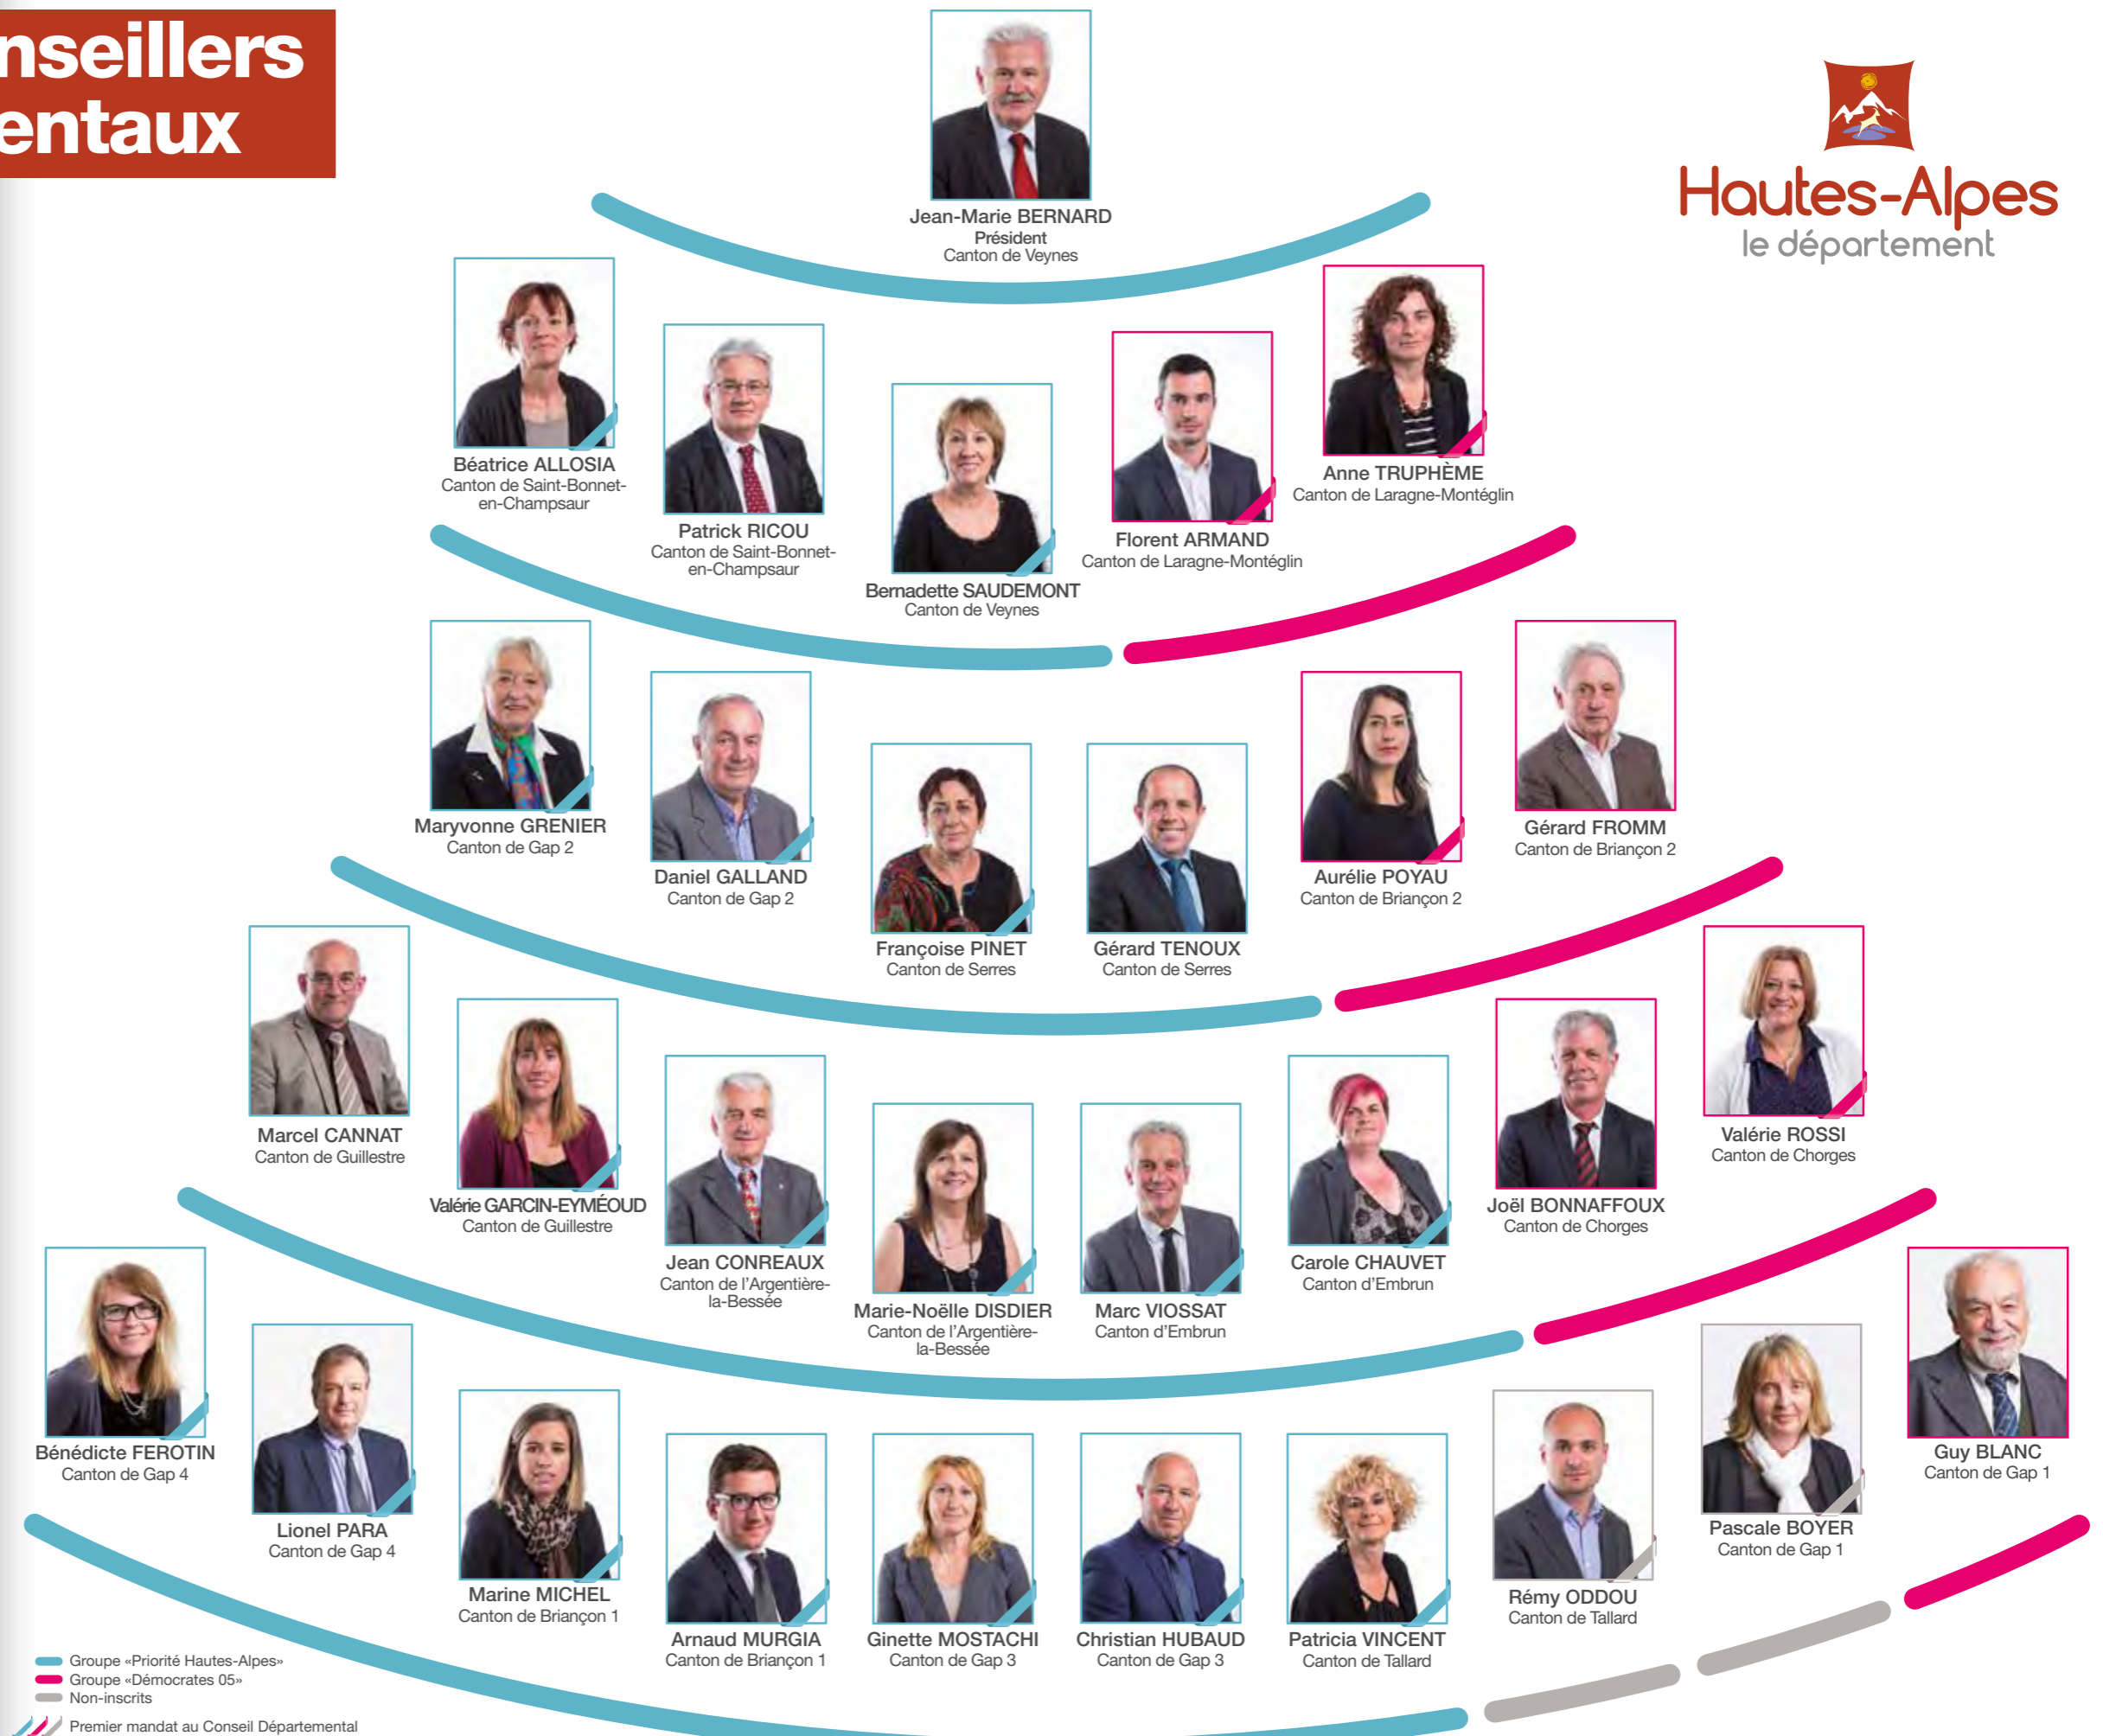 nseillers
entaux
Hautes-Alpes
le département
Jean-Marie BERNARD
Président
Canton de Veynes
Béatrice ALLOSIA
Canton de Saint-Bonnet-
en-Champsaur
Patrick RICOU
Canton de Saint-Bonnet-
en-Champsaur
Bernadette SAUDEMONT
Canton de Veynes
Florent ARMAND
Canton de Laragne-Montéglin
Anne TRUPHÈME
Canton de Laragne-Montéglin
Maryvonne GRENIER
Canton de Gap 2
Daniel GALLAND
Canton de Gap 2
Françoise PINET
Canton de Serres
Gérard TENOUX
Canton de Serres
Aurélie POYAU
Canton de Briançon 2
Gérard FROMM
Canton de Briançon 2
Marcel CANNAT
Canton de Guillestre
Valérie GARCIN-EYMÉOUD
Canton de Guillestre
Jean CONREAUX
Canton de l'Argentière-
la-Bessée
Marie-Noëlle DISDIER
Canton de l'Argentière-
la-Bessée
Marc VIOSSAT
Canton d'Embrun
Carole CHAUVET
Canton d'Embrun
Joël BONNAFFOUX
Canton de Chorges
Valérie ROSSI
Canton de Chorges
Bénédicte FEROTIN
Canton de Gap 4
Lionel PARA
Canton de Gap 4
Marine MICHEL
Canton de Briançon 1
Arnaud MURGIA
Canton de Briançon 1
Ginette MOSTACHI
Canton de Gap 3
Christian HUBAUD
Canton de Gap 3
Patricia VINCENT
Canton de Tallard
Rémy ODDOU
Canton de Tallard
Pascale BOYER
Canton de Gap 1
Guy BLANC
Canton de Gap 1
Groupe «Priorité Hautes-Alpes»
Groupe «Démocrates 05»
Non-inscrits
Premier mandat au Conseil Départemental